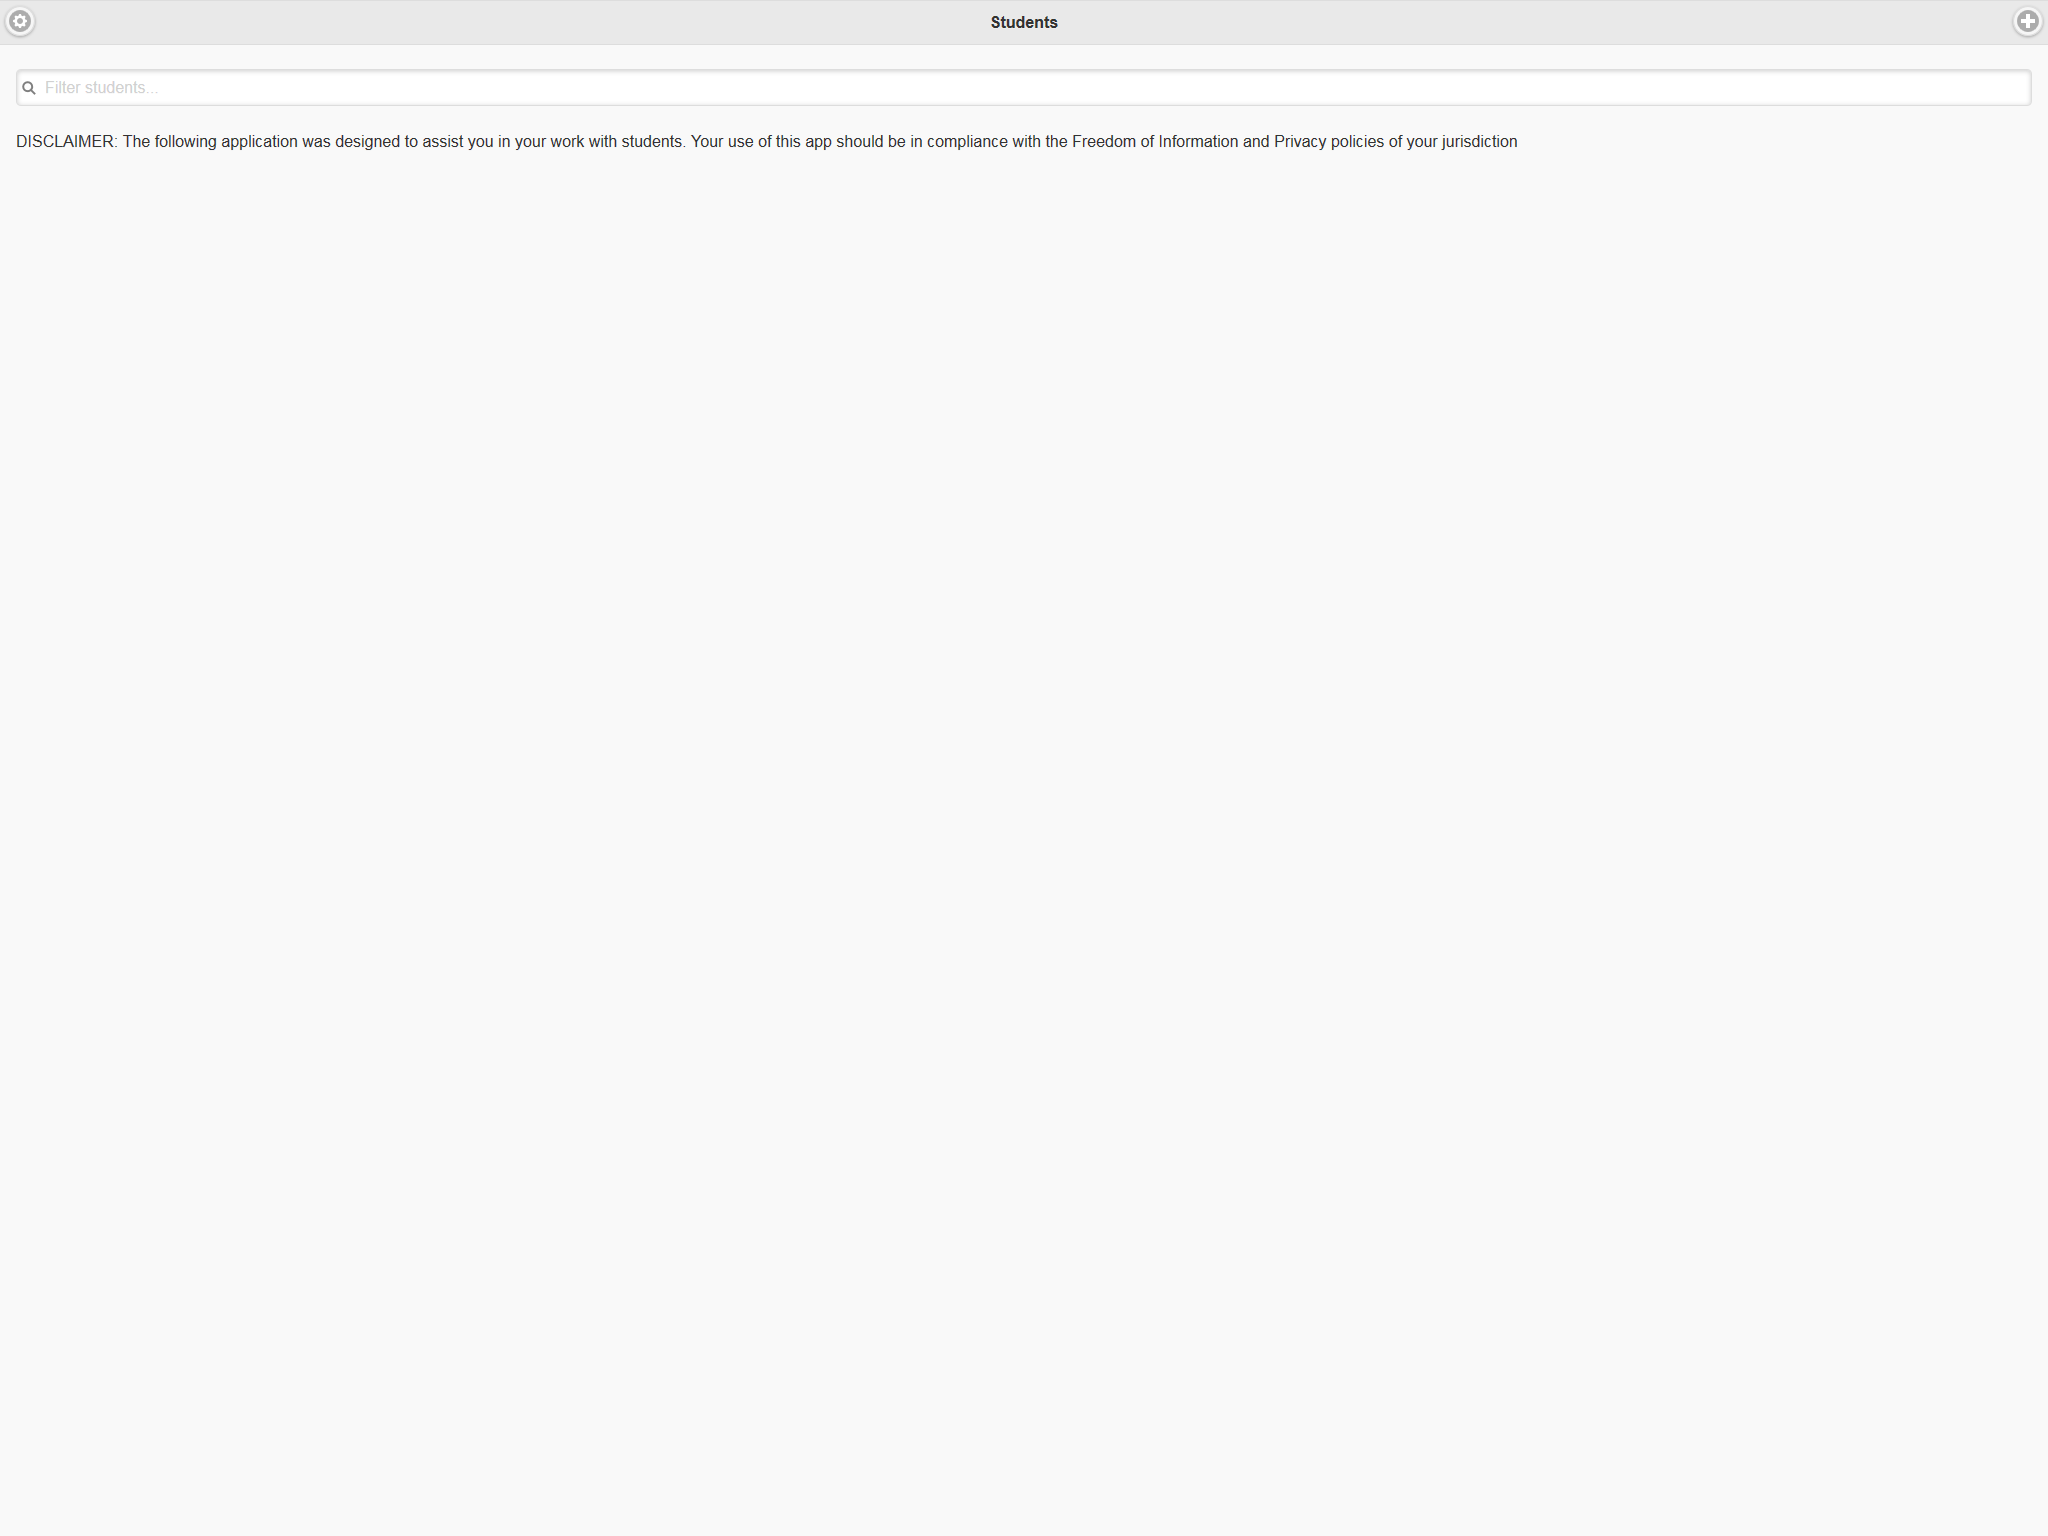 Students
Filter students...
DISCLAIMER: The following application was designed to assist you in your work with students. Your use of this app should be in compliance with the Freedom of Information and Privacy policies of your jurisdiction